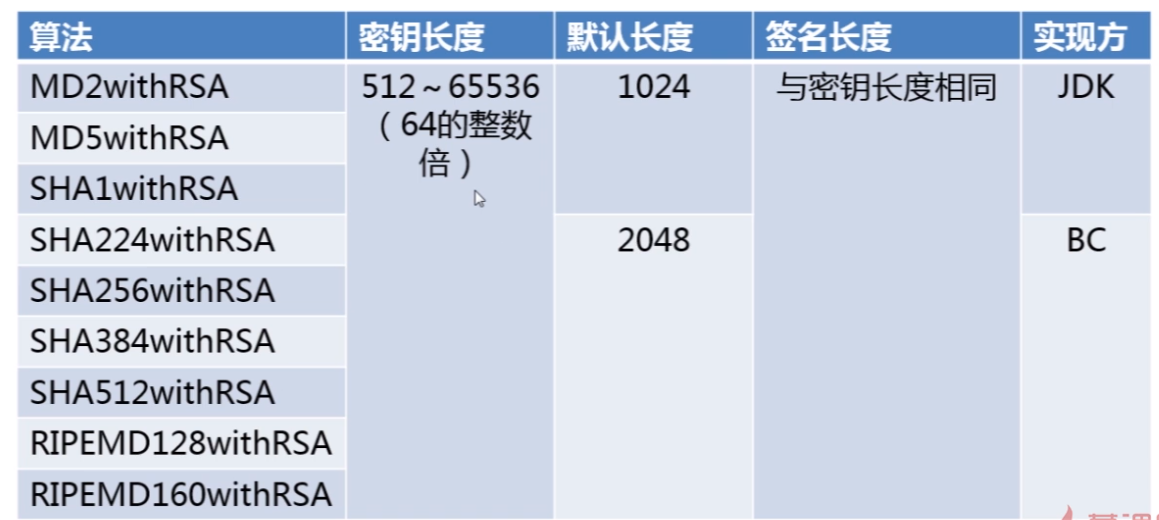 算法 密钥长度 默认长度 签名长度 实现方
MD2withRSA 512～65536 1024 与密钥长度相同 JDK
（64的整数
MD5withRSA
倍）
SHA1withRSA
SHA224withRSA 2048 BC
SHA256withRSA
SHA384withRSA
SHA512withRSA
RIPEMD128withRSA
RIPEMD160withRSA